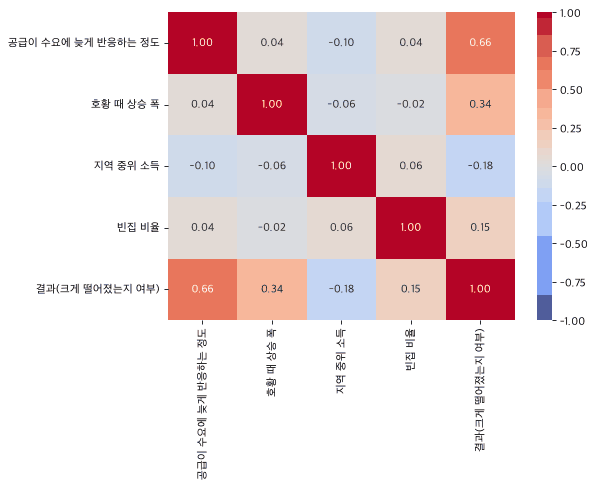 공급이 수요에 늦게 반응하는 정도
1.00 0.04 -0.10 0.04 0.66
호황 때 상승 폭
0.04 1.00 -0.06 -0.02 0.34
지역 중위 소득
-0.10 -0.06 1.00 0.06 -0.18
빈집 비율
0.04 -0.02 0.06 1.00 0.15
결과(크게 떨어졌는지 여부)
0.66 0.34 -0.18 0.15 1.00
공급이 수요에 늦게 반응하는 정도
호황 때 상승 폭
지역 중위 소득
빈집 비율
결과(크게 떨어졌는지 여부)
1.00
0.75
0.50
0.25
0.00
-0.25
-0.50
-0.75
-1.00